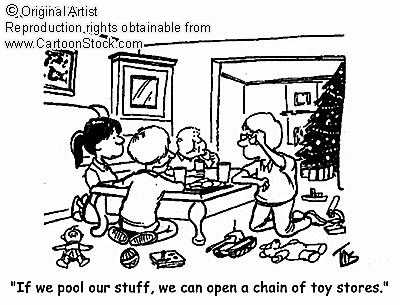 © Original Artist
Reproduction rights obtainable from
www.CartoonStock.com
"If we pool our stuff, we can open a chain of toy stores."